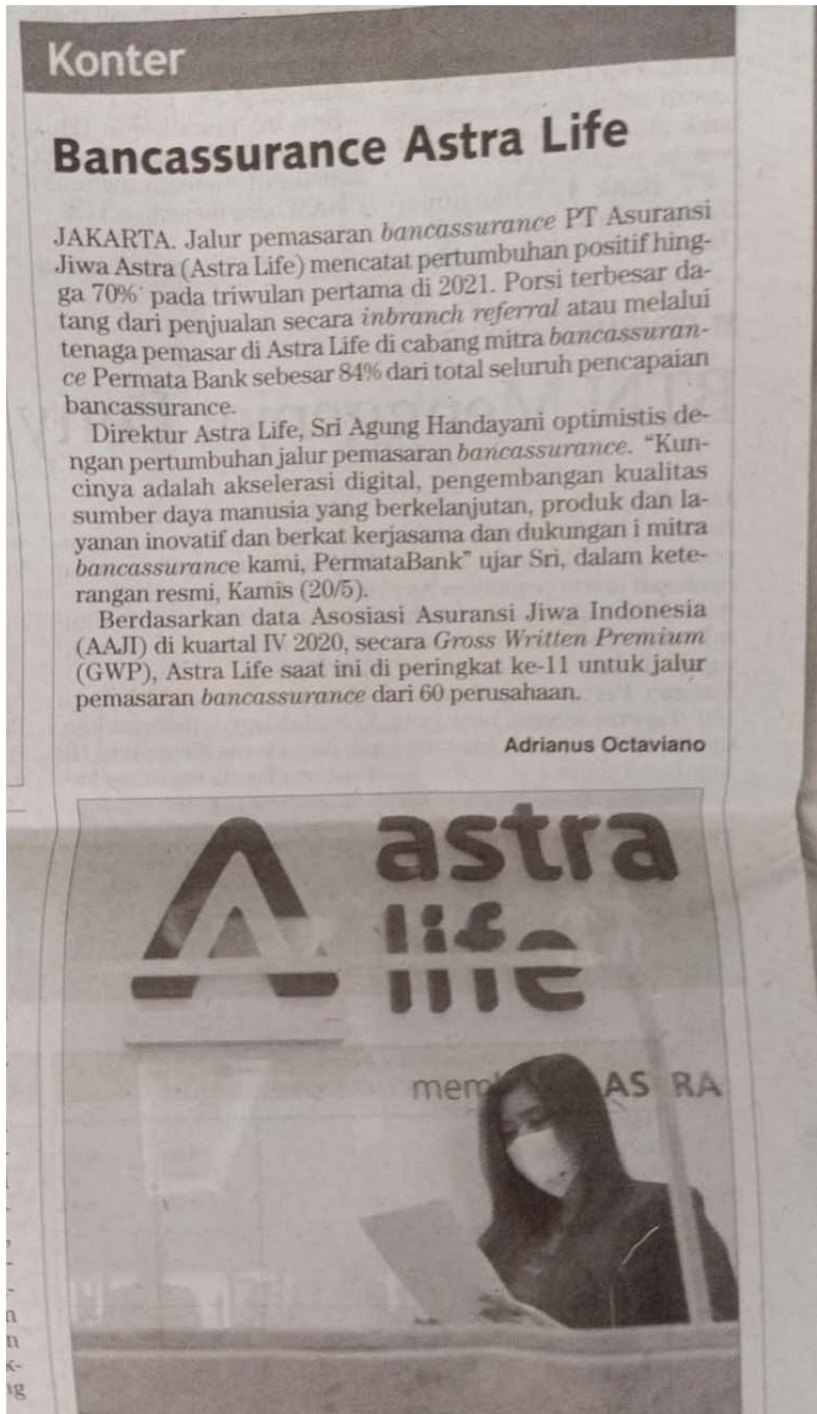 Konter
Bancassurance Astra Life
JAKARTA. Jalur pemasaran bancassurance PT Asuransi
Jiwa Astra (Astra Life) mencatat pertumbuhan positif hing-
ga 70% pada triwulan pertama di 2021. Porsi terbesar da-
tang dari penjualan secara inbranch referral atau melalui
tenaga pemasar di Astra Life di cabang mitra bancassuran-
ce Permata Bank sebesar 84% dari total seluruh pencapaian
bancassurance.
Direktur Astra Life, Sri Agung Handayani optimistis de-
ngan pertumbuhan jalur pemasaran bancassurance. “Kun-
cinya adalah akselerasi digital, pengembangan kualitas
sumber daya manusia yang berkelanjutan, produk dan la-
yanan inovatif dan berkat kerjasama dan dukungan i mitra
bancassurance kami, PermataBank” ujar Sri, dalam kete-
rangan resmi, Kamis (20/5).
Berdasarkan data Asosiasi Asuransi Jiwa Indonesia
(AAJI) di kuartal IV 2020, secara Gross Written Premium
(GWP), Astra Life saat ini di peringkat ke-11 untuk jalur
pemasaran bancassurance dari 60 perusahaan.
Adrianus Octaviano
astra
life
mem AS RA
n
n
k-
ng